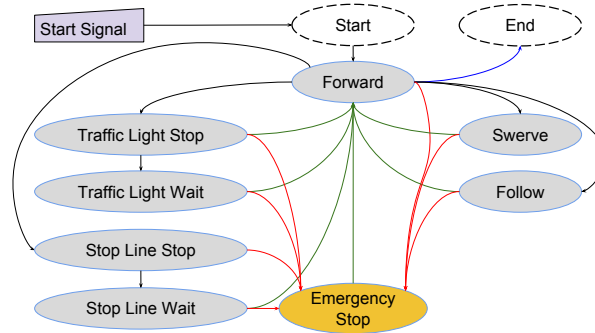 Start Signal
Start
End
Forward
Traffic Light Stop
Swerve
Traffic Light Wait
Follow
Stop Line Stop
Stop Line Wait
Emergency
Stop